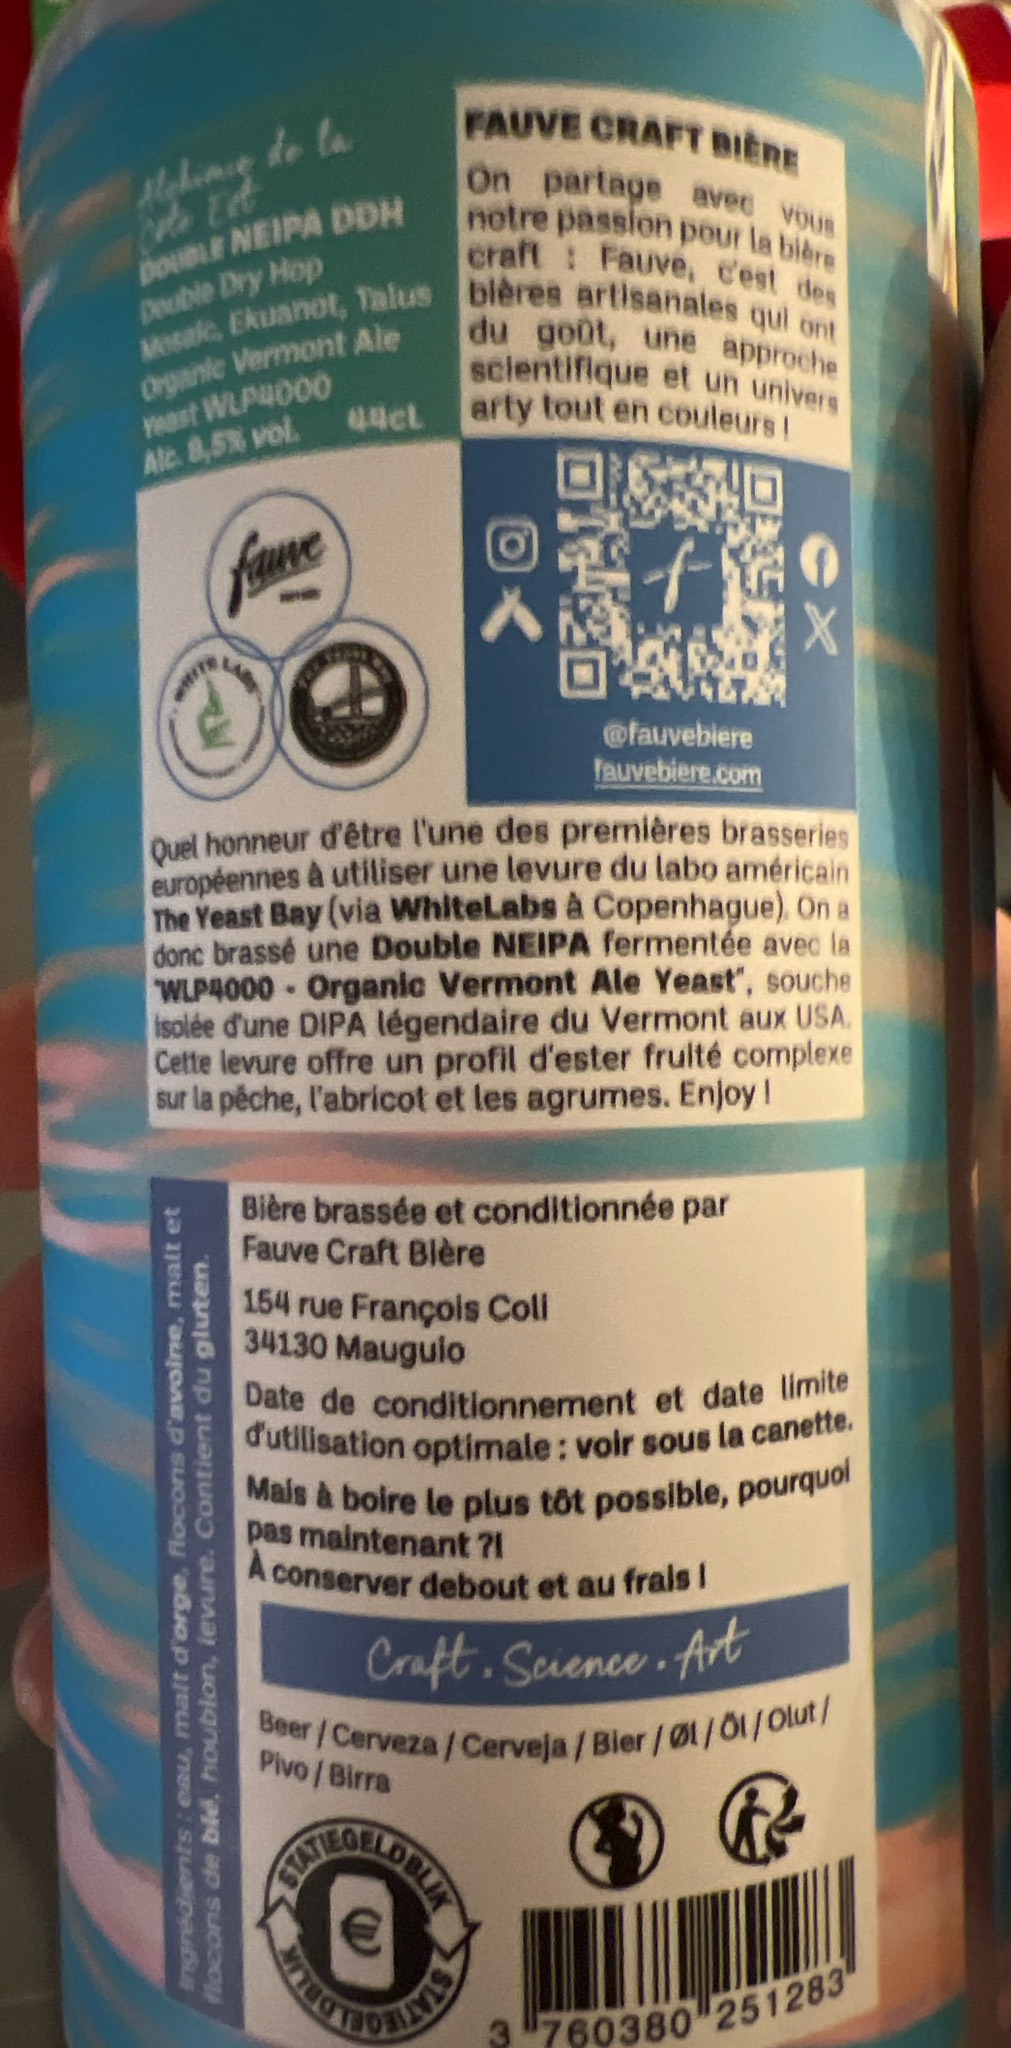 Alchimie de la
Côte Est
DOUBLE NEIPA DDH
Double Dry Hop
Mosaic, Ekuanot, Talus
Organic Vermont Ale
Yeast WLP4000
Alc. 8,5% vol. 44cL
FAUVE CRAFT BIÈRE
On partage avec vous
notre passion pour la bière
craft : Fauve, c'est des
bières artisanales qui ont
du goût, une approche
scientifique et un univers
arty tout en couleurs !
fauve
WHITE LABS
THE YEAST BAY
f
@fauvebiere
fauvebiere.com
Quel honneur d'être l'une des premières brasseries
européennes à utiliser une levure du labo américain
The Yeast Bay (via WhiteLabs à Copenhague). On a
donc brassé une Double NEIPA fermentée avec la
"WLP4000 - Organic Vermont Ale Yeast", souche
isolée d'une DIPA légendaire du Vermont aux USA.
Cette levure offre un profil d'ester fruité complexe
sur la pêche, l'abricot et les agrumes. Enjoy !
Ingrédients : eau, malt d'orge, flocons d'avoine, malt et
flocons de blé, houblon, levure. Contient du gluten.
Bière brassée et conditionnée par
Fauve Craft Bière
154 rue François Coli
34130 Mauguio
Date de conditionnement et date limite
d'utilisation optimale : voir sous la canette.
Mais à boire le plus tôt possible, pourquoi
pas maintenant ?!
À conserver debout et au frais !
Craft . Science . Art
Beer / Cerveza / Cerveja / Bier / Øl / Öl / Olut /
Pivo / Birra
STATIEGELDBLIK
€
STATIEGELDBLIK
STATIEGELDBLIK
3 760380 251283